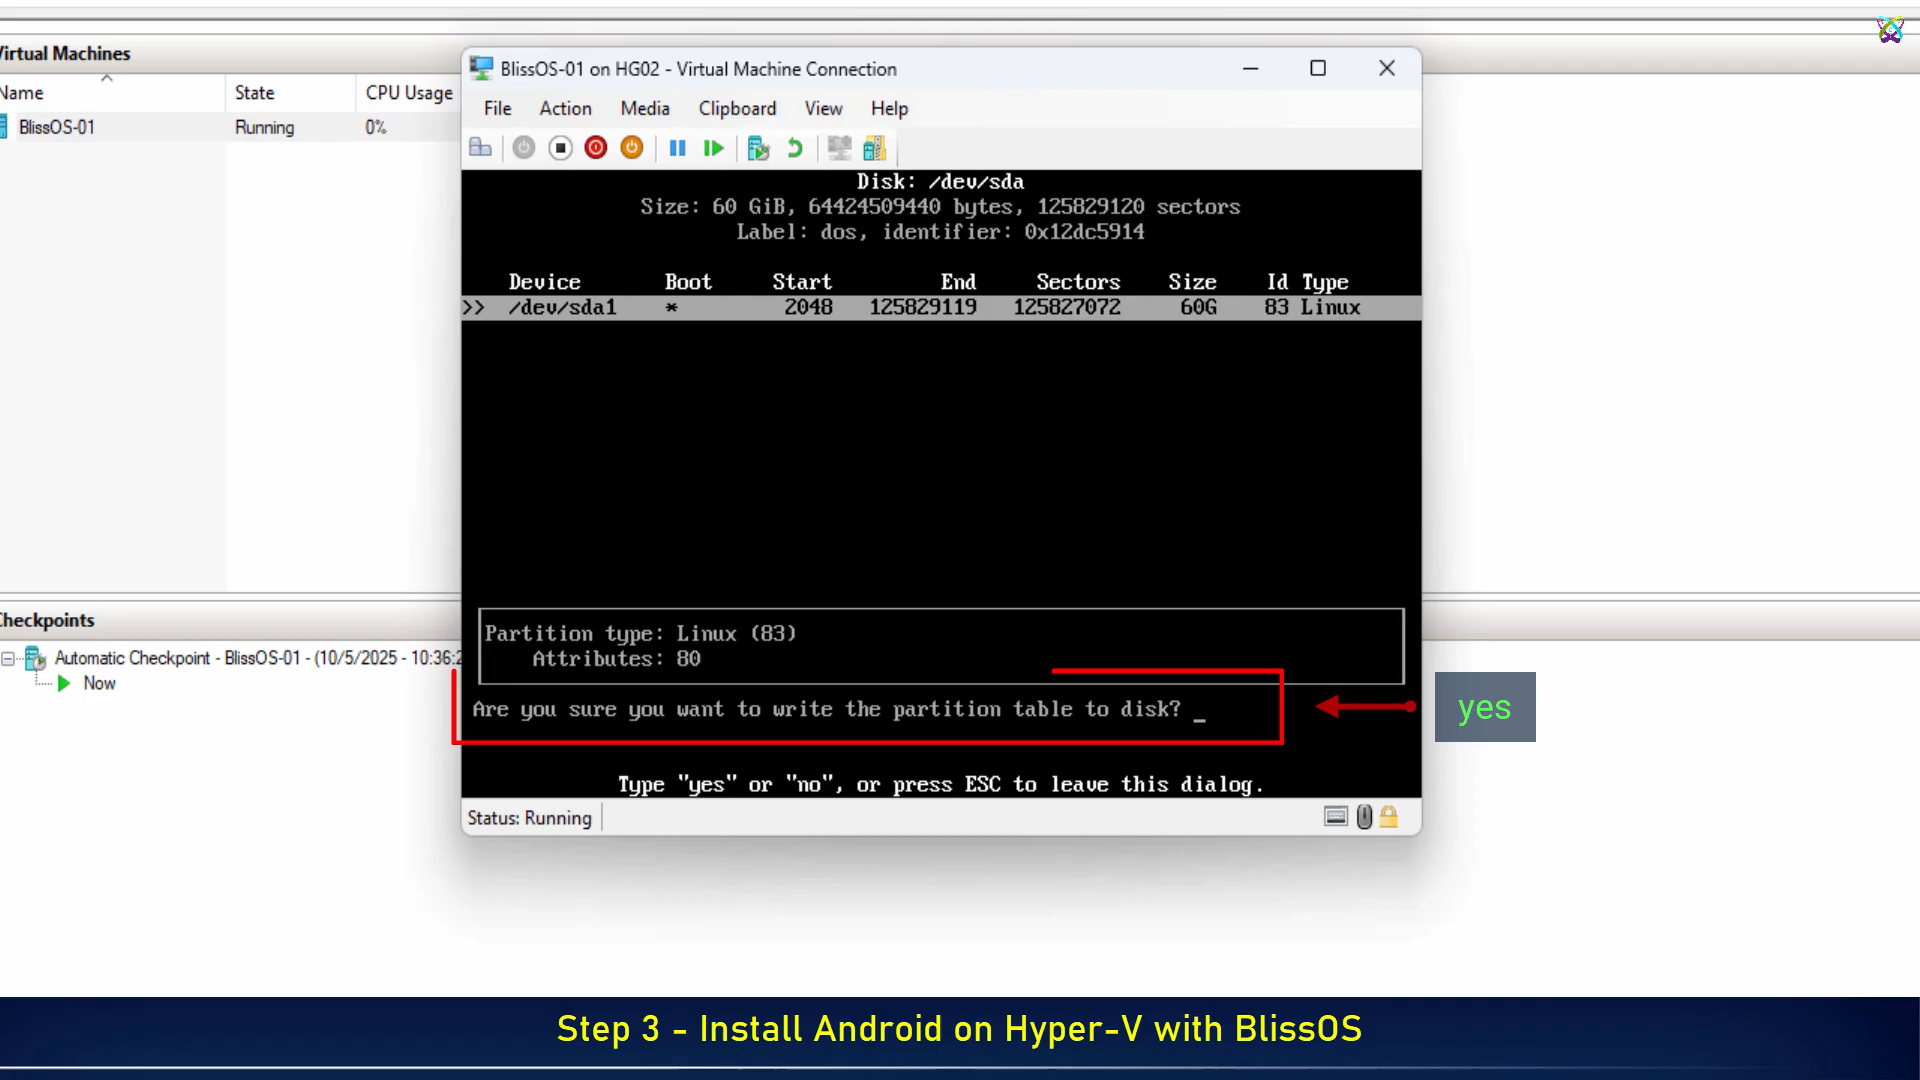 Virtual Machines
Name State CPU Usage
BlissOS-01 Running 0%
Checkpoints
Automatic Checkpoint - BlissOS-01 - (10/5/2025 - 10:36:2
Now
BlissOS-01 on HG02 - Virtual Machine Connection
File Action Media Clipboard View Help
Disk: /dev/sda
Size: 60 GiB, 64424509440 bytes, 125829120 sectors
Label: dos, identifier: 0x12dc5914
Device Boot Start End Sectors Size Id Type
>> /dev/sda1 * 2048 125829119 125827072 60G 83 Linux
Partition type: Linux (83)
Attributes: 80
Are you sure you want to write the partition table to disk? _
yes
Type "yes" or "no", or press ESC to leave this dialog.
Status: Running
Step 3 - Install Android on Hyper-V with BlissOS